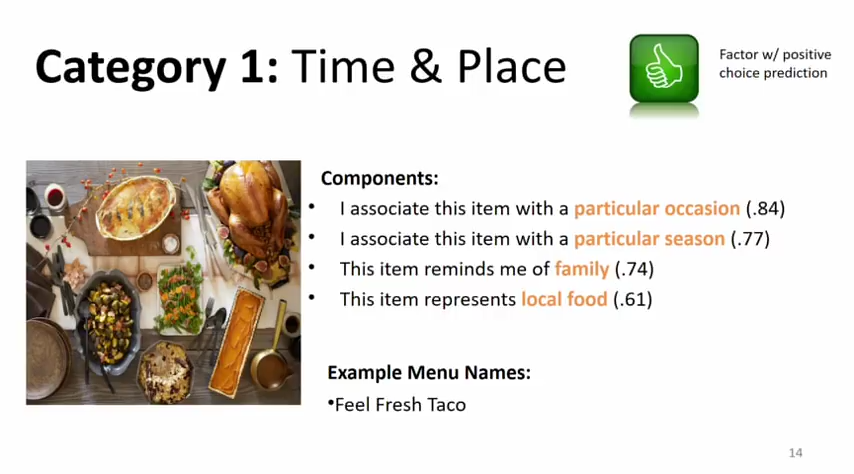 Category 1: Time & Place
Factor w/ positive
choice prediction
Components:
• I associate this item with a particular occasion (.84)
• I associate this item with a particular season (.77)
• This item reminds me of family (.74)
• This item represents local food (.61)
Example Menu Names:
•Feel Fresh Taco
14